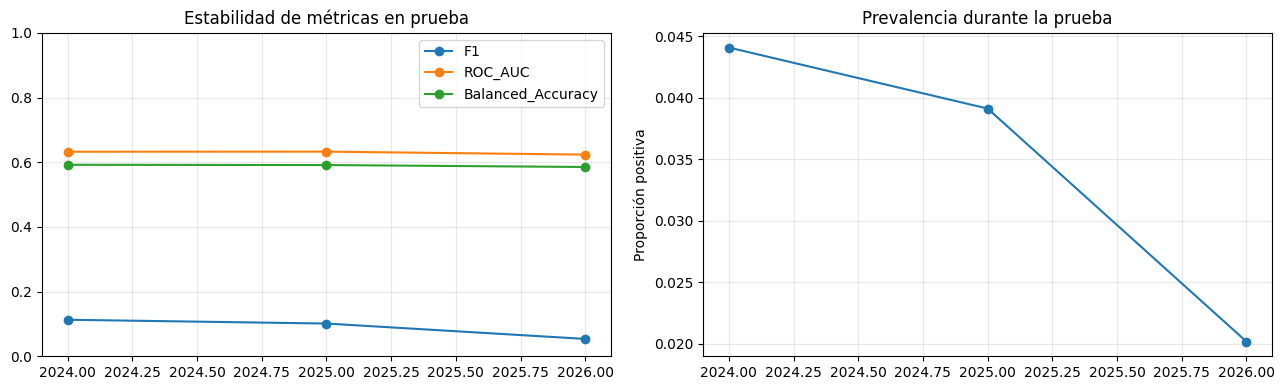 Estabilidad de métricas en prueba
1.0
0.8
0.6
0.4
0.2
0.0
F1
ROC_AUC
Balanced_Accuracy
2024.00 2024.25 2024.50 2024.75 2025.00 2025.25 2025.50 2025.75 2026.00
Prevalencia durante la prueba
Proporción positiva
0.045
0.040
0.035
0.030
0.025
0.020
2024.00 2024.25 2024.50 2024.75 2025.00 2025.25 2025.50 2025.75 2026.00